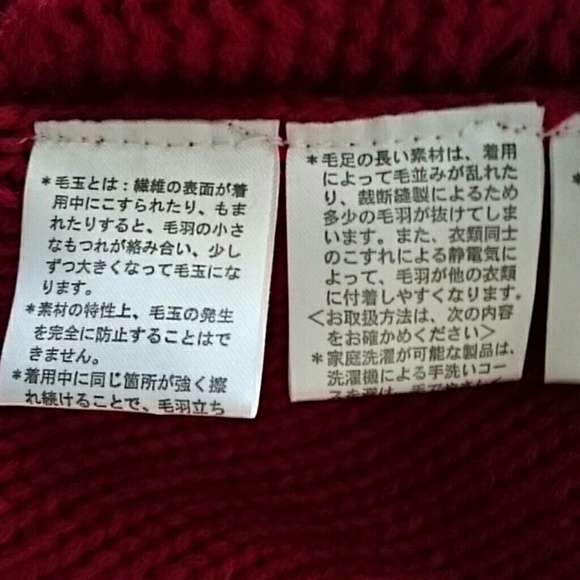 *毛玉とは：繊維の表面が着
用中にこすられたり、もま
れたりすると、毛羽の小さ
なもつれが絡み合い、少し
ずつ大きくなって毛玉にな
ります。
*素材の特性上、毛玉の発生
を完全に防止することはで
きません。
*着用中に同じ箇所が強く擦
れ続けることで、毛羽立ち
*毛足の長い素材は、着用
によって毛並みが乱れた
り、裁断縫製によるため
多少の毛羽が抜けてしま
います。また、衣類同士
のこすれによる静電気に
よって、毛羽が他の衣類
に付着しやすくなります。
＜お取扱方法は、次の内容
をお確かめください＞
*家庭洗濯が可能な製品は、
洗濯機による手洗いコー
*